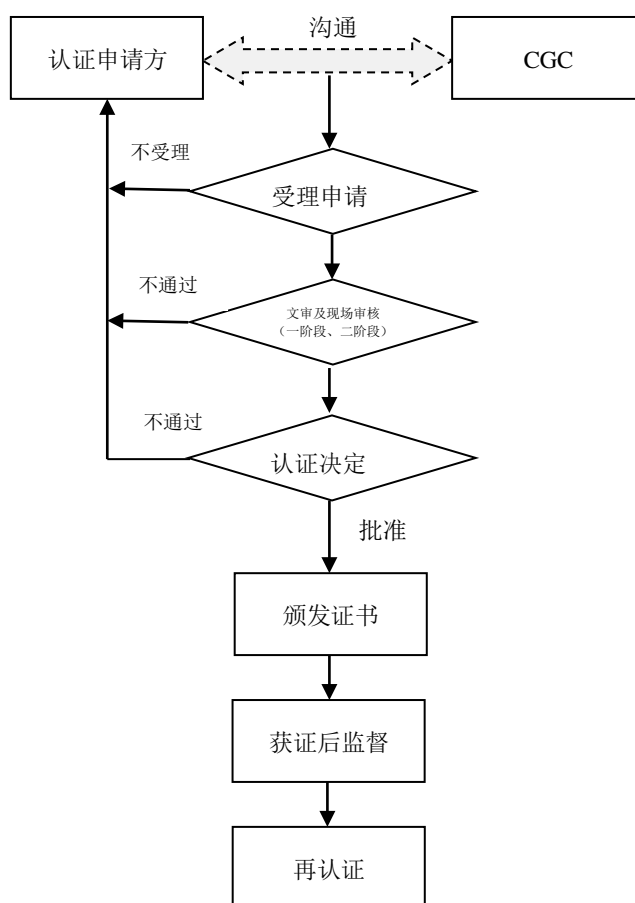 沟通
认证申请方
CGC
不受理
受理申请
不通过
文审及现场审核
（一阶段、二阶段）
不通过
认证决定
批准
颁发证书
获证后监督
再认证